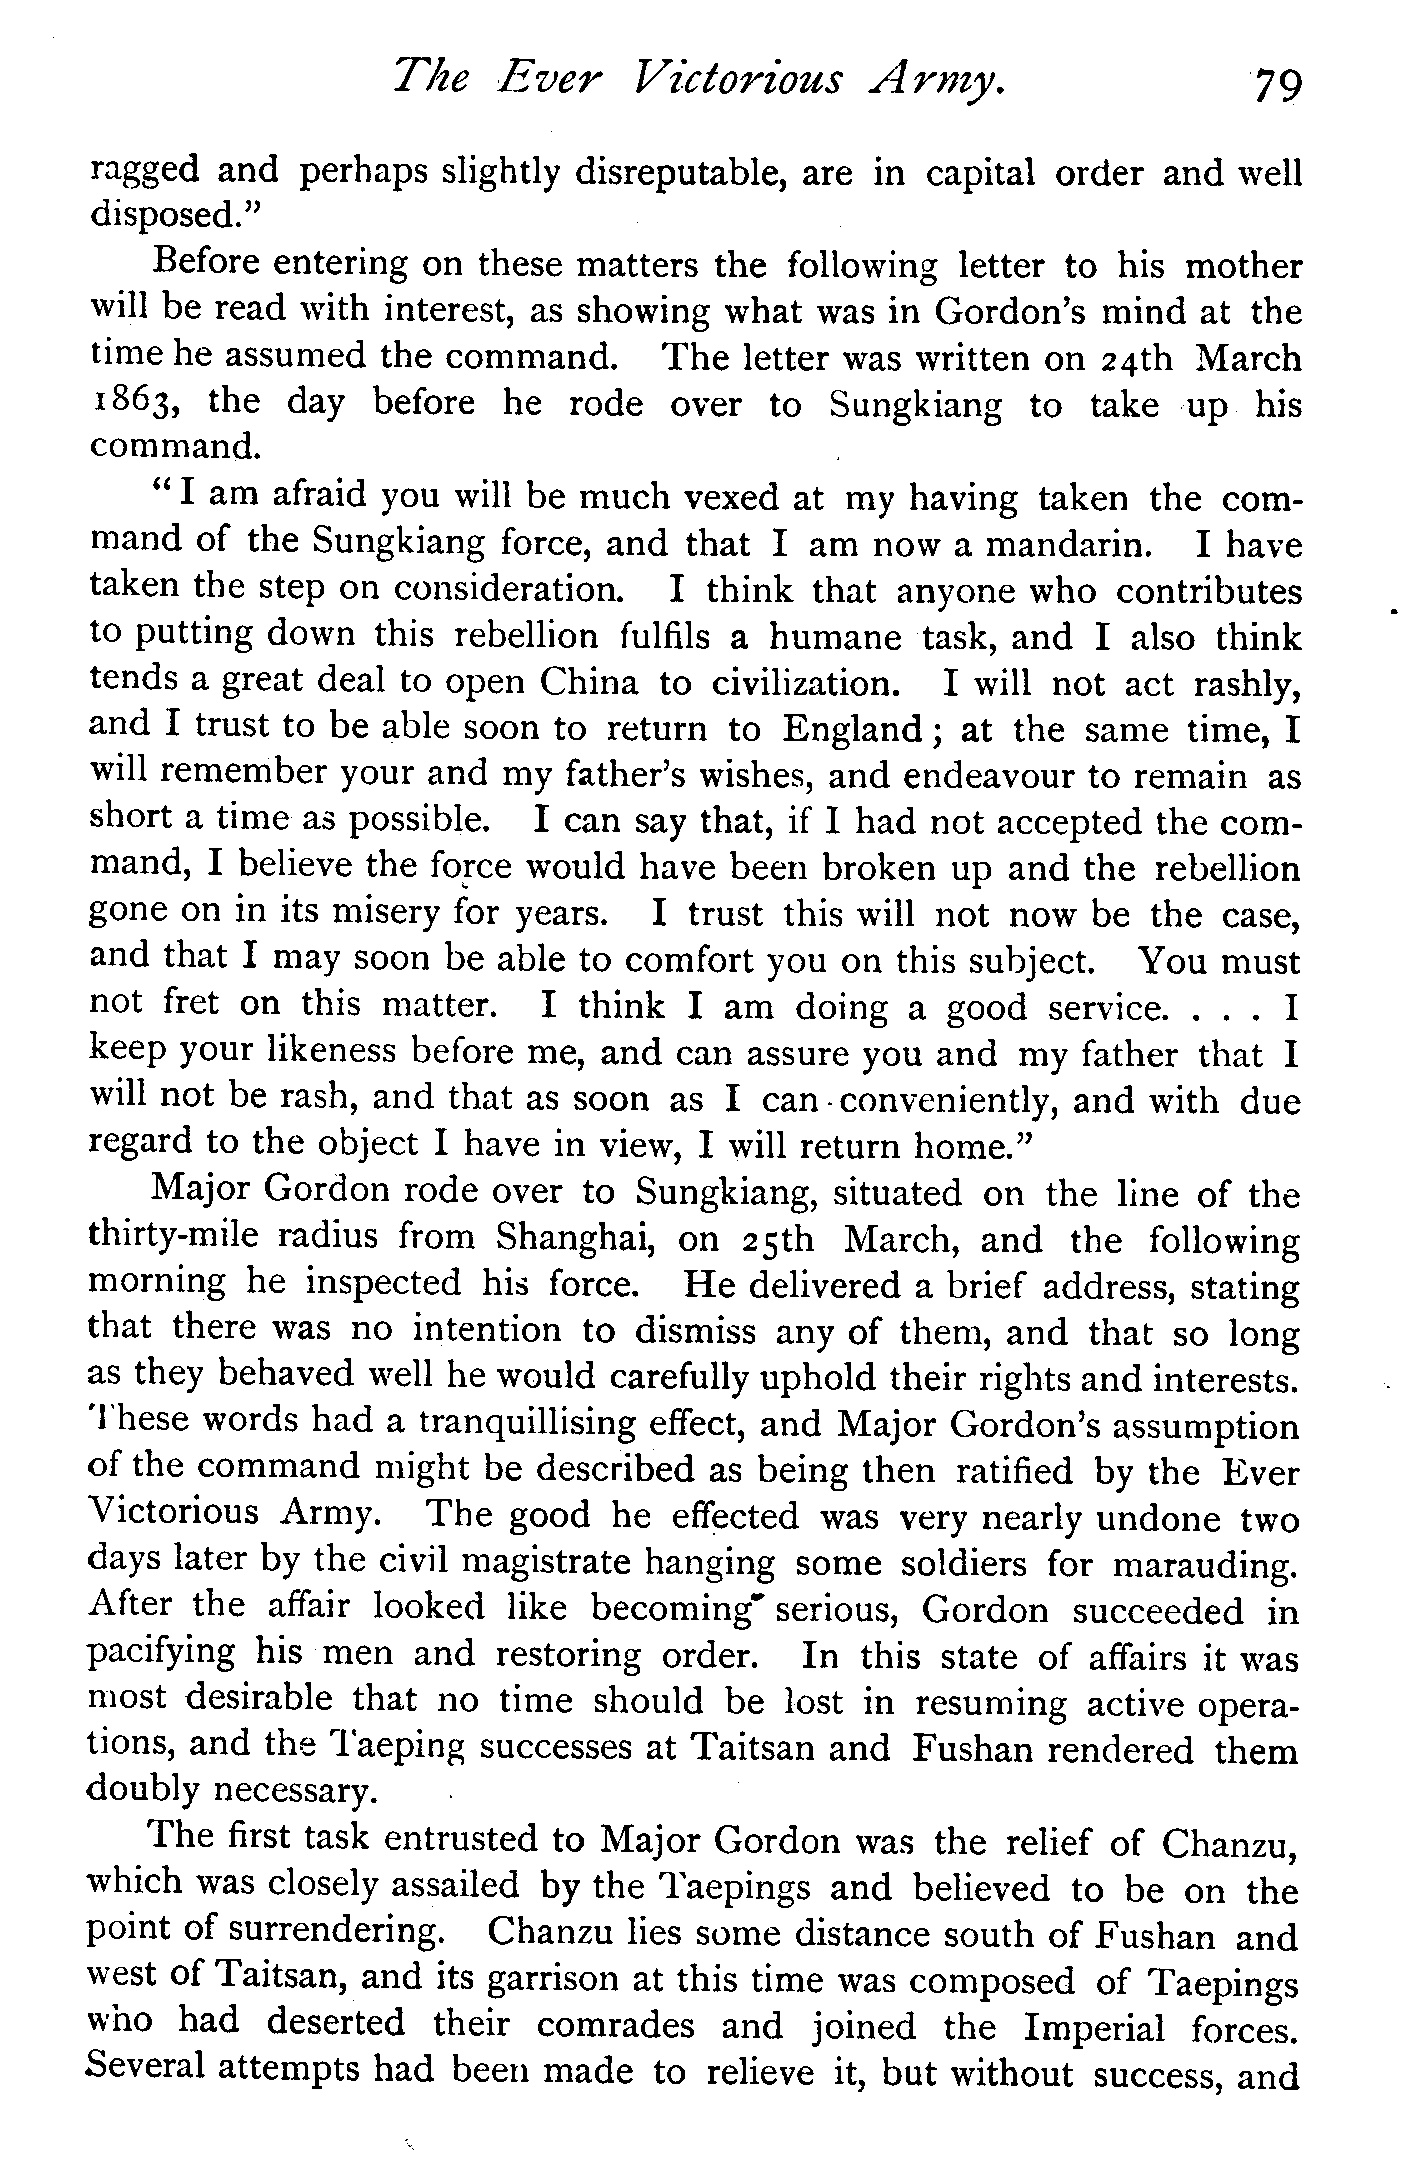 The Ever Victorious Army. 79
ragged and perhaps slightly disreputable, are in capital order and well
disposed."
Before entering on these matters the following letter to his mother
will be read with interest, as showing what was in Gordon's mind at the
time he assumed the command. The letter was written on 24th March
1863, the day before he rode over to Sungkiang to take up his
command.
"I am afraid you will be much vexed at my having taken the com-
mand of the Sungkiang force, and that I am now a mandarin. I have
taken the step on consideration. I think that anyone who contributes
to putting down this rebellion fulfils a humane task, and I also think
tends a great deal to open China to civilization. I will not act rashly,
and I trust to be able soon to return to England; at the same time, I
will remember your and my father's wishes, and endeavour to remain as
short a time as possible. I can say that, if I had not accepted the com-
mand, I believe the force would have been broken up and the rebellion
gone on in its misery for years. I trust this will not now be the case,
and that I may soon be able to comfort you on this subject. You must
not fret on this matter. I think I am doing a good service. . . . I
keep your likeness before me, and can assure you and my father that I
will not be rash, and that as soon as I can conveniently, and with due
regard to the object I have in view, I will return home."
Major Gordon rode over to Sungkiang, situated on the line of the
thirty-mile radius from Shanghai, on 25th March, and the following
morning he inspected his force. He delivered a brief address, stating
that there was no intention to dismiss any of them, and that so long
as they behaved well he would carefully uphold their rights and interests.
These words had a tranquillising effect, and Major Gordon's assumption
of the command might be described as being then ratified by the Ever
Victorious Army. The good he effected was very nearly undone two
days later by the civil magistrate hanging some soldiers for marauding.
After the affair looked like becoming serious, Gordon succeeded in
pacifying his men and restoring order. In this state of affairs it was
most desirable that no time should be lost in resuming active opera-
tions, and the Taeping successes at Taitsan and Fushan rendered them
doubly necessary.
The first task entrusted to Major Gordon was the relief of Chanzu,
which was closely assailed by the Taepings and believed to be on the
point of surrendering. Chanzu lies some distance south of Fushan and
west of Taitsan, and its garrison at this time was composed of Taepings
who had deserted their comrades and joined the Imperial forces.
Several attempts had been made to relieve it, but without success, and